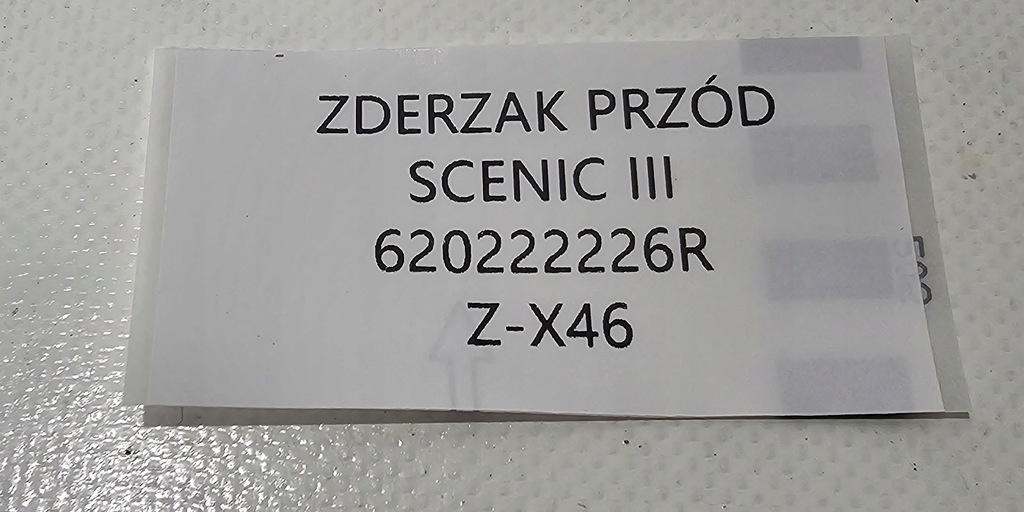 ZDERZAK PRZÓD
SCENIC III
620222226R
Z-X46